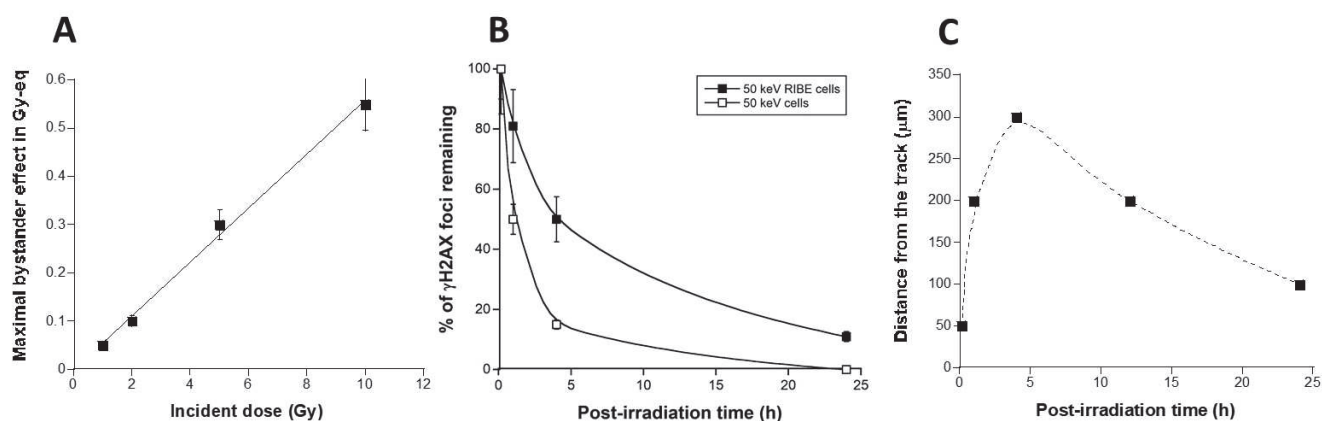 A
Maximal bystander effect in Gy-eq
0.6
0.5
0.4
0.3
0.2
0.1
0
0 2 4 6 8 10 12
Incident dose (Gy)
B
% of γH2AX foci remaining
100
80
60
40
20
0
50 keV RIBE cells
50 keV cells
0 5 10 15 20 25
Post-irradiation time (h)
C
Distance from the track (μm)
350
300
250
200
150
100
50
0
0 5 10 15 20 25
Post-irradiation time (h)